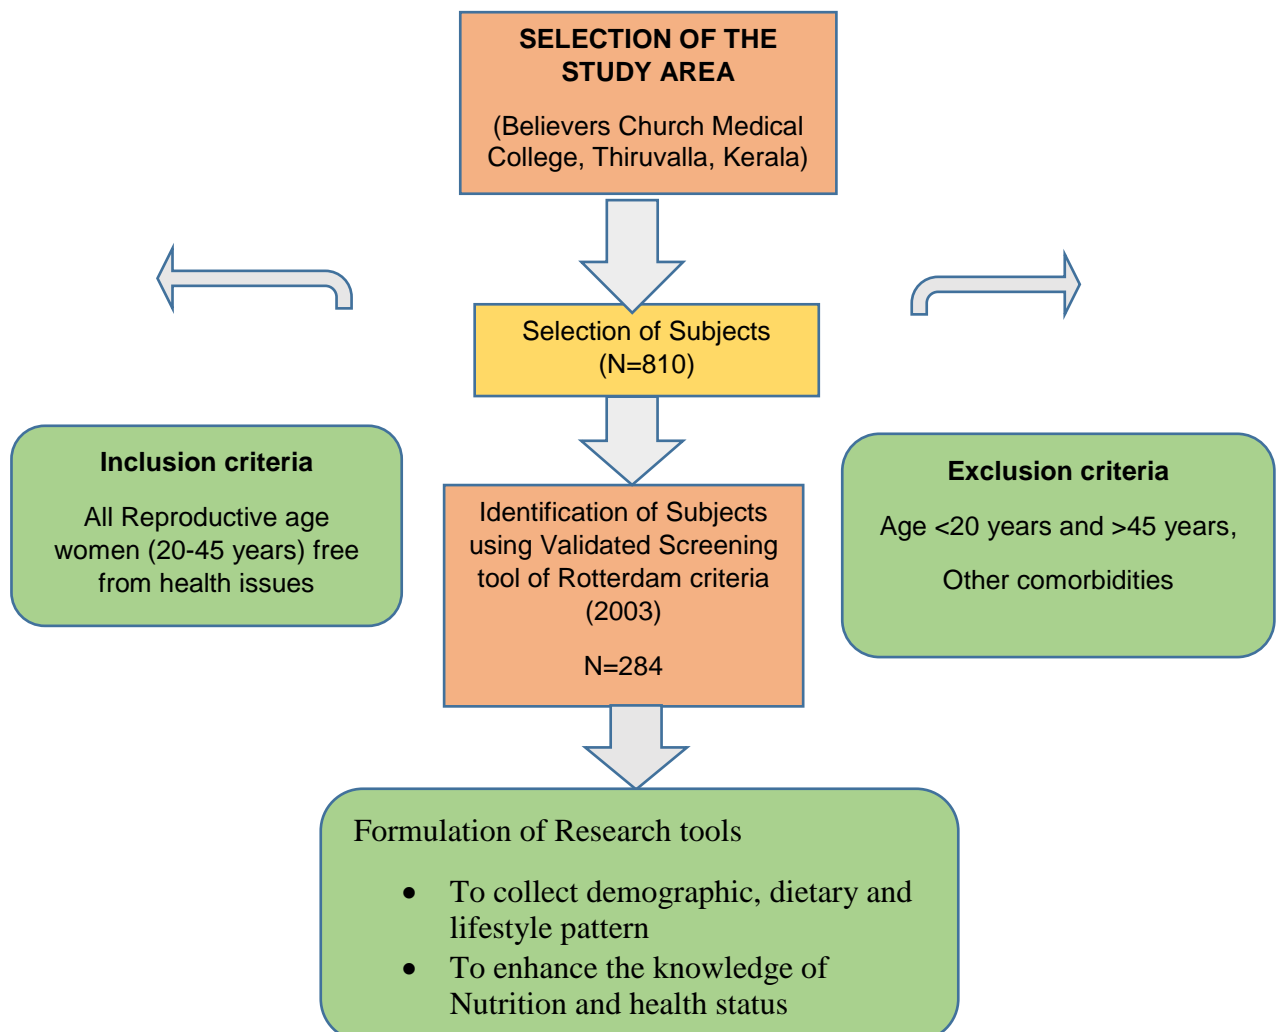 SELECTION OF THE
STUDY AREA
(Believers Church Medical
College, Thiruvalla, Kerala)
Selection of Subjects
(N=810)
Inclusion criteria
All Reproductive age
women (20-45 years) free
from health issues
Identification of Subjects
using Validated Screening
tool of Rotterdam criteria
(2003)
N=284
Exclusion criteria
Age <20 years and >45 years,
Other comorbidities
Formulation of Research tools
• To collect demographic, dietary and
lifestyle pattern
• To enhance the knowledge of
Nutrition and health status